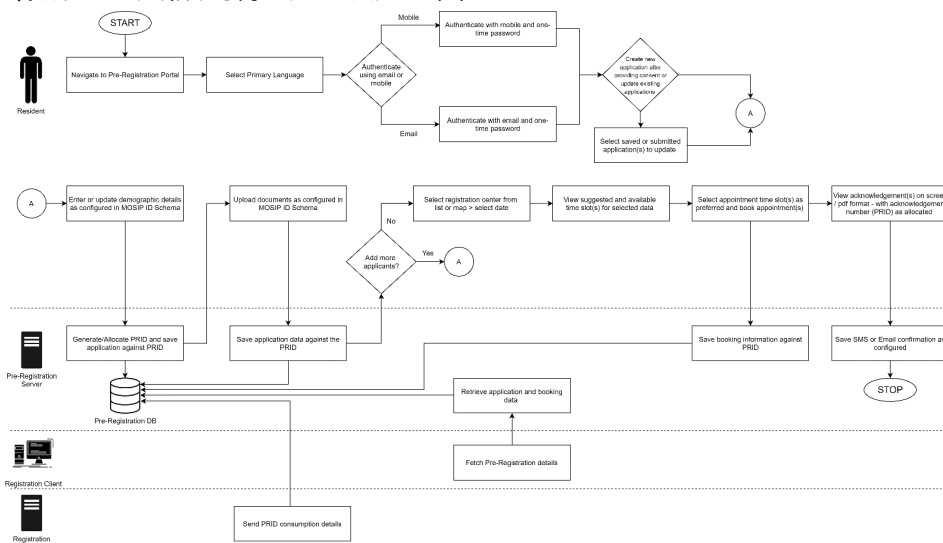 START
Mobile
Authenticate with mobile and one-
time password
Navigate to Pre-Registration Portal
Select Primary Language
Authenticate
using email or
mobile
Create new
application after
providing consent or
update existing
applications
A
Resident
Email
Authenticate with email and one-
time password
Select saved or submitted
application(s) to update
A
Enter or update demographic details
as configured in MOSIP ID Schema
Upload documents as configured in
MOSIP ID Schema
Select registration center from
list or map > select date
View suggested and available
time slot(s) for selected data
Select appointment time slot(s) as
preferred and book appointment(s)
View acknowledgement(s) on scree
/ pdf format - with acknowledgemen
number (PRID) as allocated
No
Add more
applicants?
Yes
A
Generate/Allocate PRID and save
application against PRID
Save application data against the
PRID
Save booking information against
PRID
Save SMS or Email confirmation as
configured
Pre-Registration
Server
Pre-Registration DB
Retrieve application and booking
data
STOP
Registration Client
Fetch Pre-Registration details
Send PRID consumption details
Registration